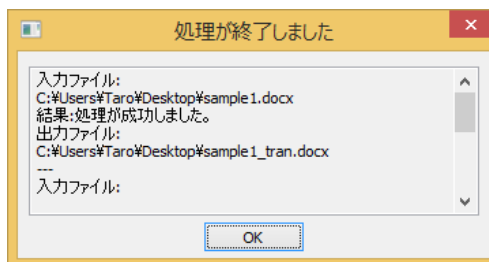 処理が終了しました
入力ファイル:
C:¥Users¥Taro¥Desktop¥sample1.docx
結果:処理が成功しました。
出力ファイル:
C:¥Users¥Taro¥Desktop¥sample1_tran.docx
---
入力ファイル:
OK